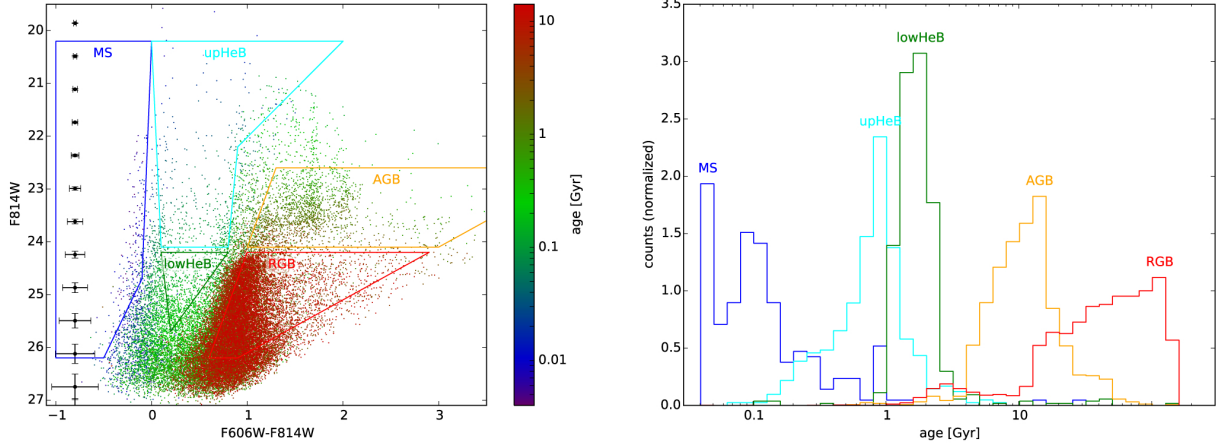 20
21
22
23
24
25
26
27
F814W
−1
0
1
2
3
F606W-F814W
MS
upHeB
AGB
lowHeB
RGB
10
1
0.1
0.01
age [Gyr]
3.5
3.0
2.5
2.0
1.5
1.0
0.5
0.0
counts (normalized)
lowHeB
upHeB
MS
AGB
RGB
0.1
1
10
age [Gyr]